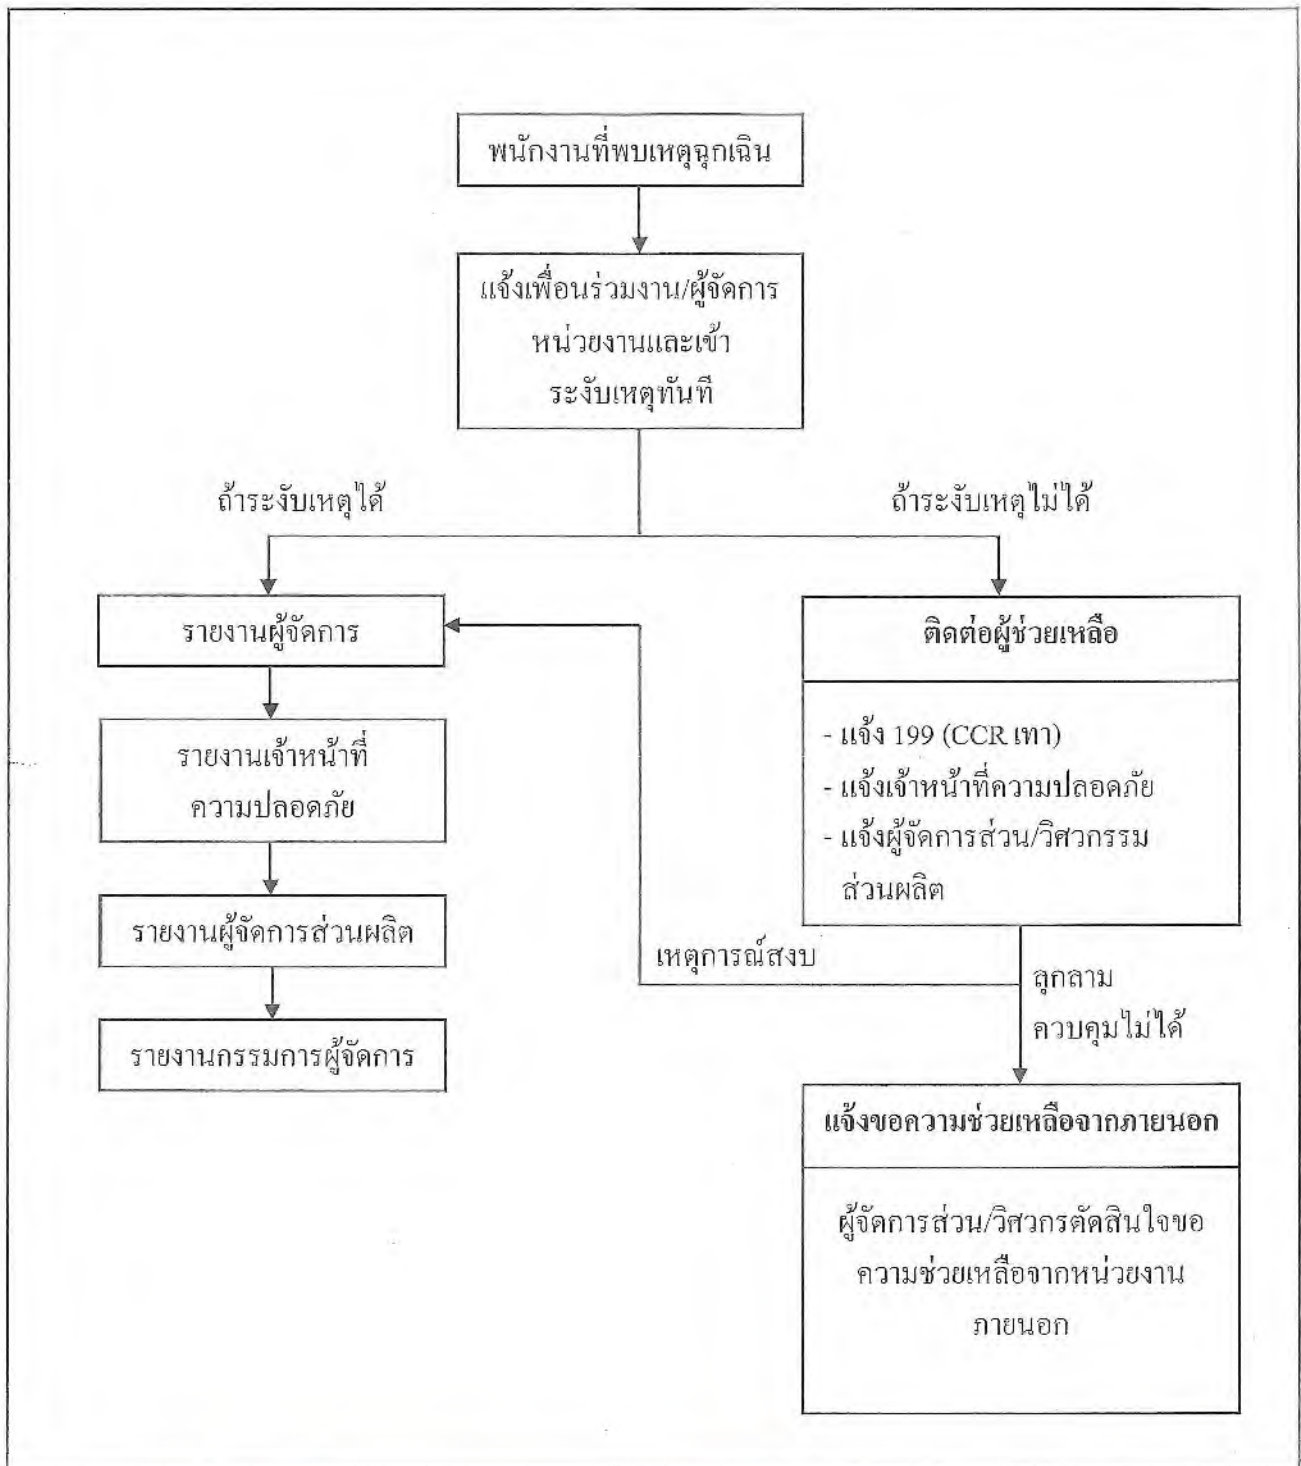 พนักงานที่พบเหตุฉุกเฉิน
แจ้งเพื่อนร่วมงาน/ผู้จัดการ
หน่วยงานและเข้า
ระงับเหตุทันที
ถ้าระงับเหตุได้
ถ้าระงับเหตุไม่ได้
รายงานผู้จัดการ
รายงานเจ้าหน้าที่
ความปลอดภัย
รายงานผู้จัดการส่วนผลิต
รายงานกรรมการผู้จัดการ
ติดต่อผู้ช่วยเหลือ
- แจ้ง 199 (CCR เทา)
- แจ้งเจ้าหน้าที่ความปลอดภัย
- แจ้งผู้จัดการส่วน/วิศวกรรม
ส่วนผลิต
เหตุการณ์สงบ
ลุกลาม
ควบคุมไม่ได้
แจ้งขอความช่วยเหลือจากภายนอก
ผู้จัดการส่วน/วิศวกรตัดสินใจขอ
ความช่วยเหลือจากหน่วยงาน
ภายนอก